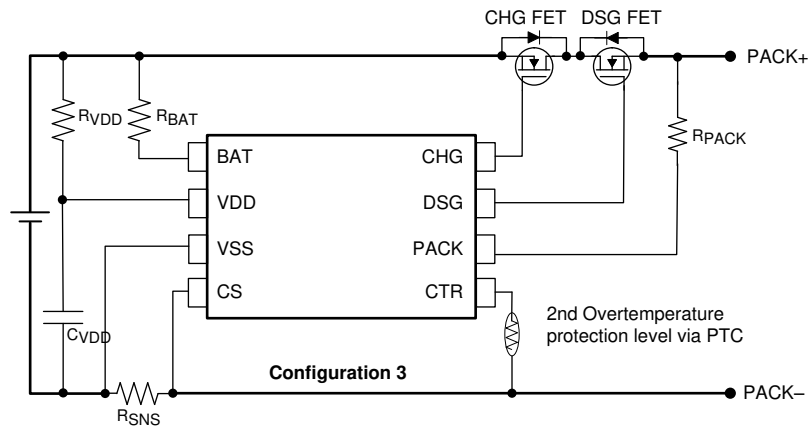 CHG FET DSG FET
PACK+
RVDD
RBAT
RPACK
BAT
CHG
VDD
DSG
VSS
PACK
CS
CTR
2nd Overtemperature
protection level via PTC
CVDD
Configuration 3
PACK–
RSNS